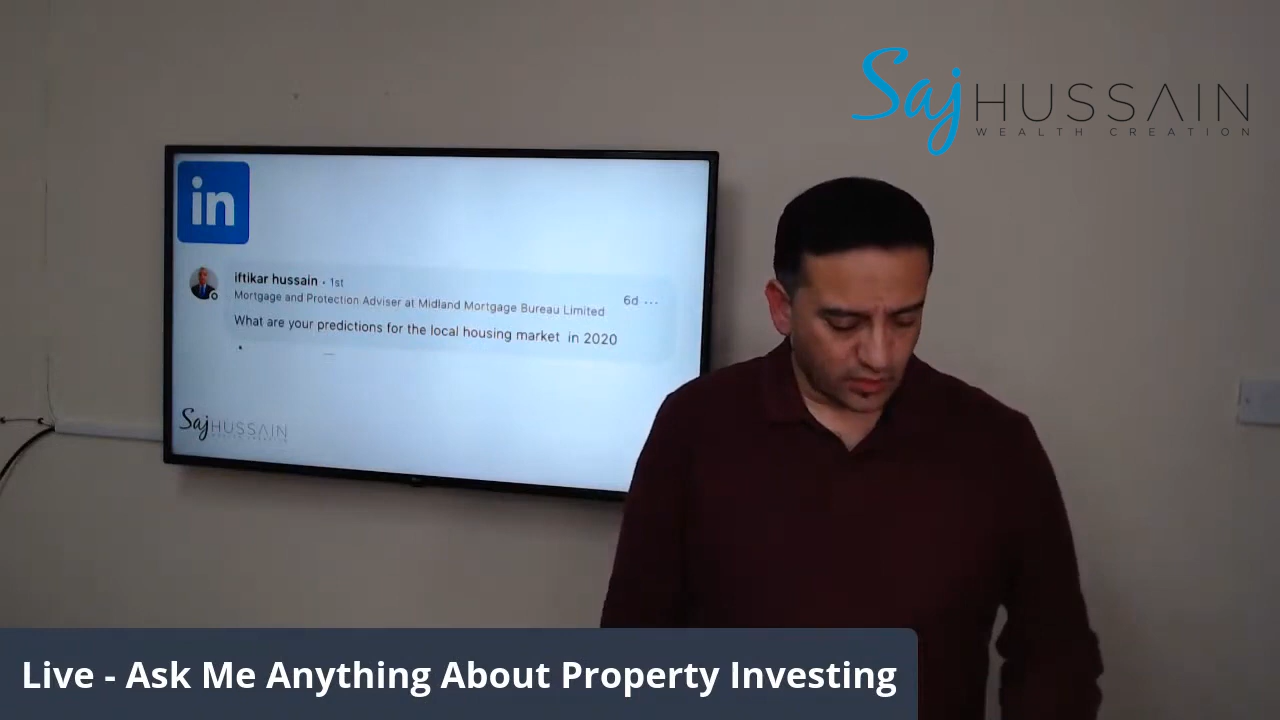 Saj HUSSAIN
WEALTH CREATION
in
iftikar hussain • 1st
Mortgage and Protection Adviser at Midland Mortgage Bureau Limited
6d ...
What are your predictions for the local housing market in 2020
Saj HUSSAIN
Live - Ask Me Anything About Property Investing